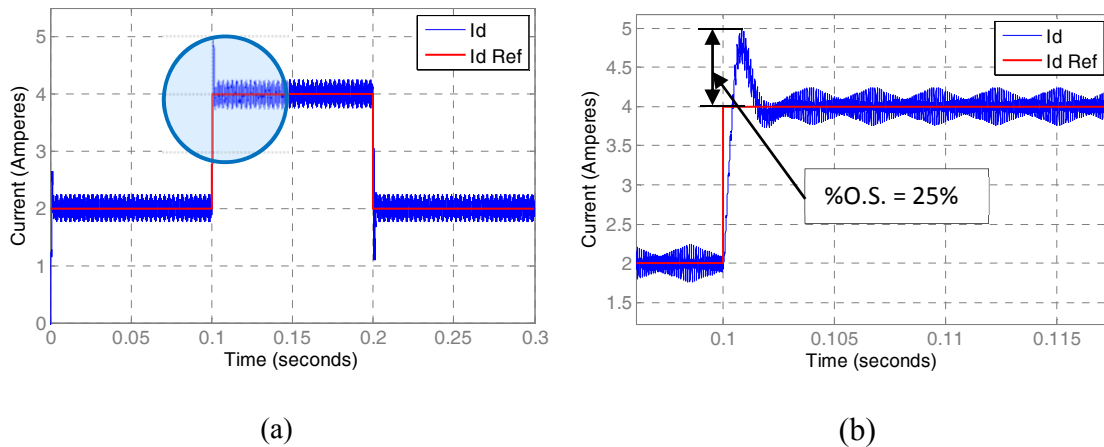 5
4
3
2
1
0
0
0.05
0.1
0.15
0.2
0.25
0.3
Current (Amperes)
Time (seconds)
Id
Id Ref
(a)
5
4.5
4
3.5
3
2.5
2
1.5
0.1
0.105
0.11
0.115
Current (Amperes)
Time (seconds)
Id
Id Ref
%O.S. = 25%
(b)